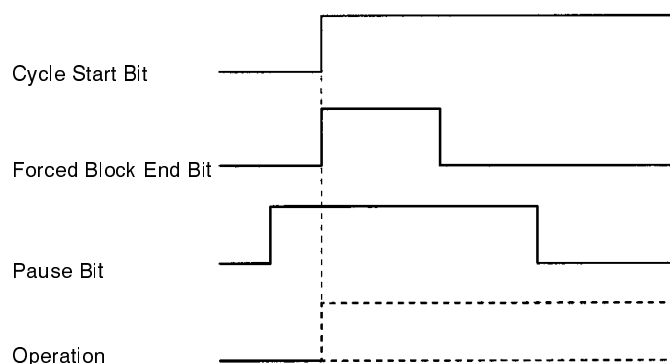 Cycle Start Bit
Forced Block End Bit
Pause Bit
Operation